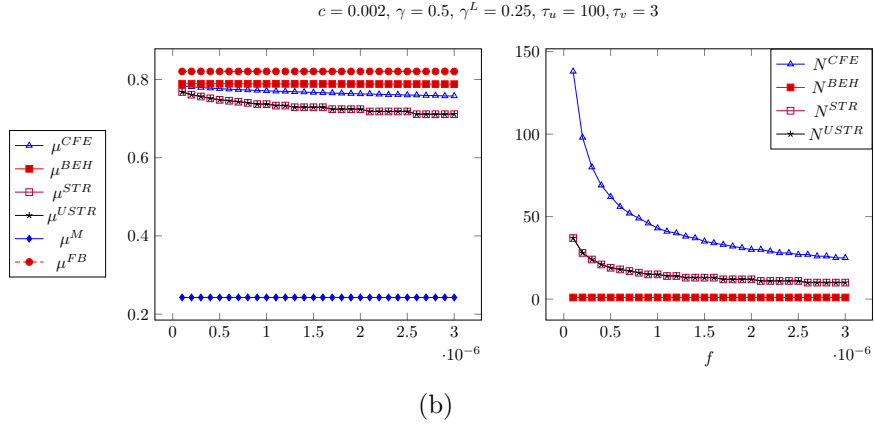 c = 0.002, γ = 0.5, γ^L = 0.25, τ_u = 100, τ_v = 3
μ^CFE
μ^BEH
μ^STR
μ^USTR
μ^M
μ^FB
0.8
0.6
0.4
0.2
0 0.5 1 1.5 2 2.5 3
·10^−6
N^CFE
N^BEH
N^STR
N^USTR
150
100
50
0
0 0.5 1 1.5 2 2.5 3
·10^−6
f
(b)